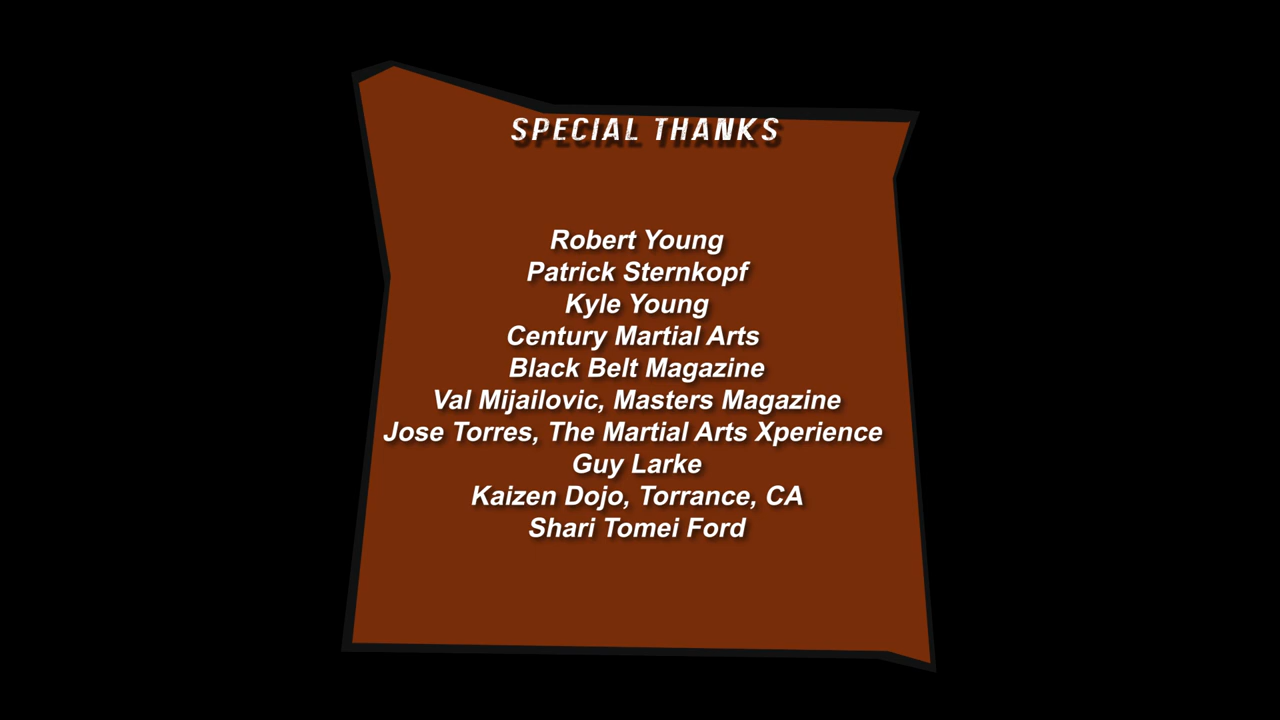 SPECIAL THANKS
Robert Young
Patrick Sternkopf
Kyle Young
Century Martial Arts
Black Belt Magazine
Val Mijailovic, Masters Magazine
Jose Torres, The Martial Arts Xperience
Guy Larke
Kaizen Dojo, Torrance, CA
Shari Tomei Ford